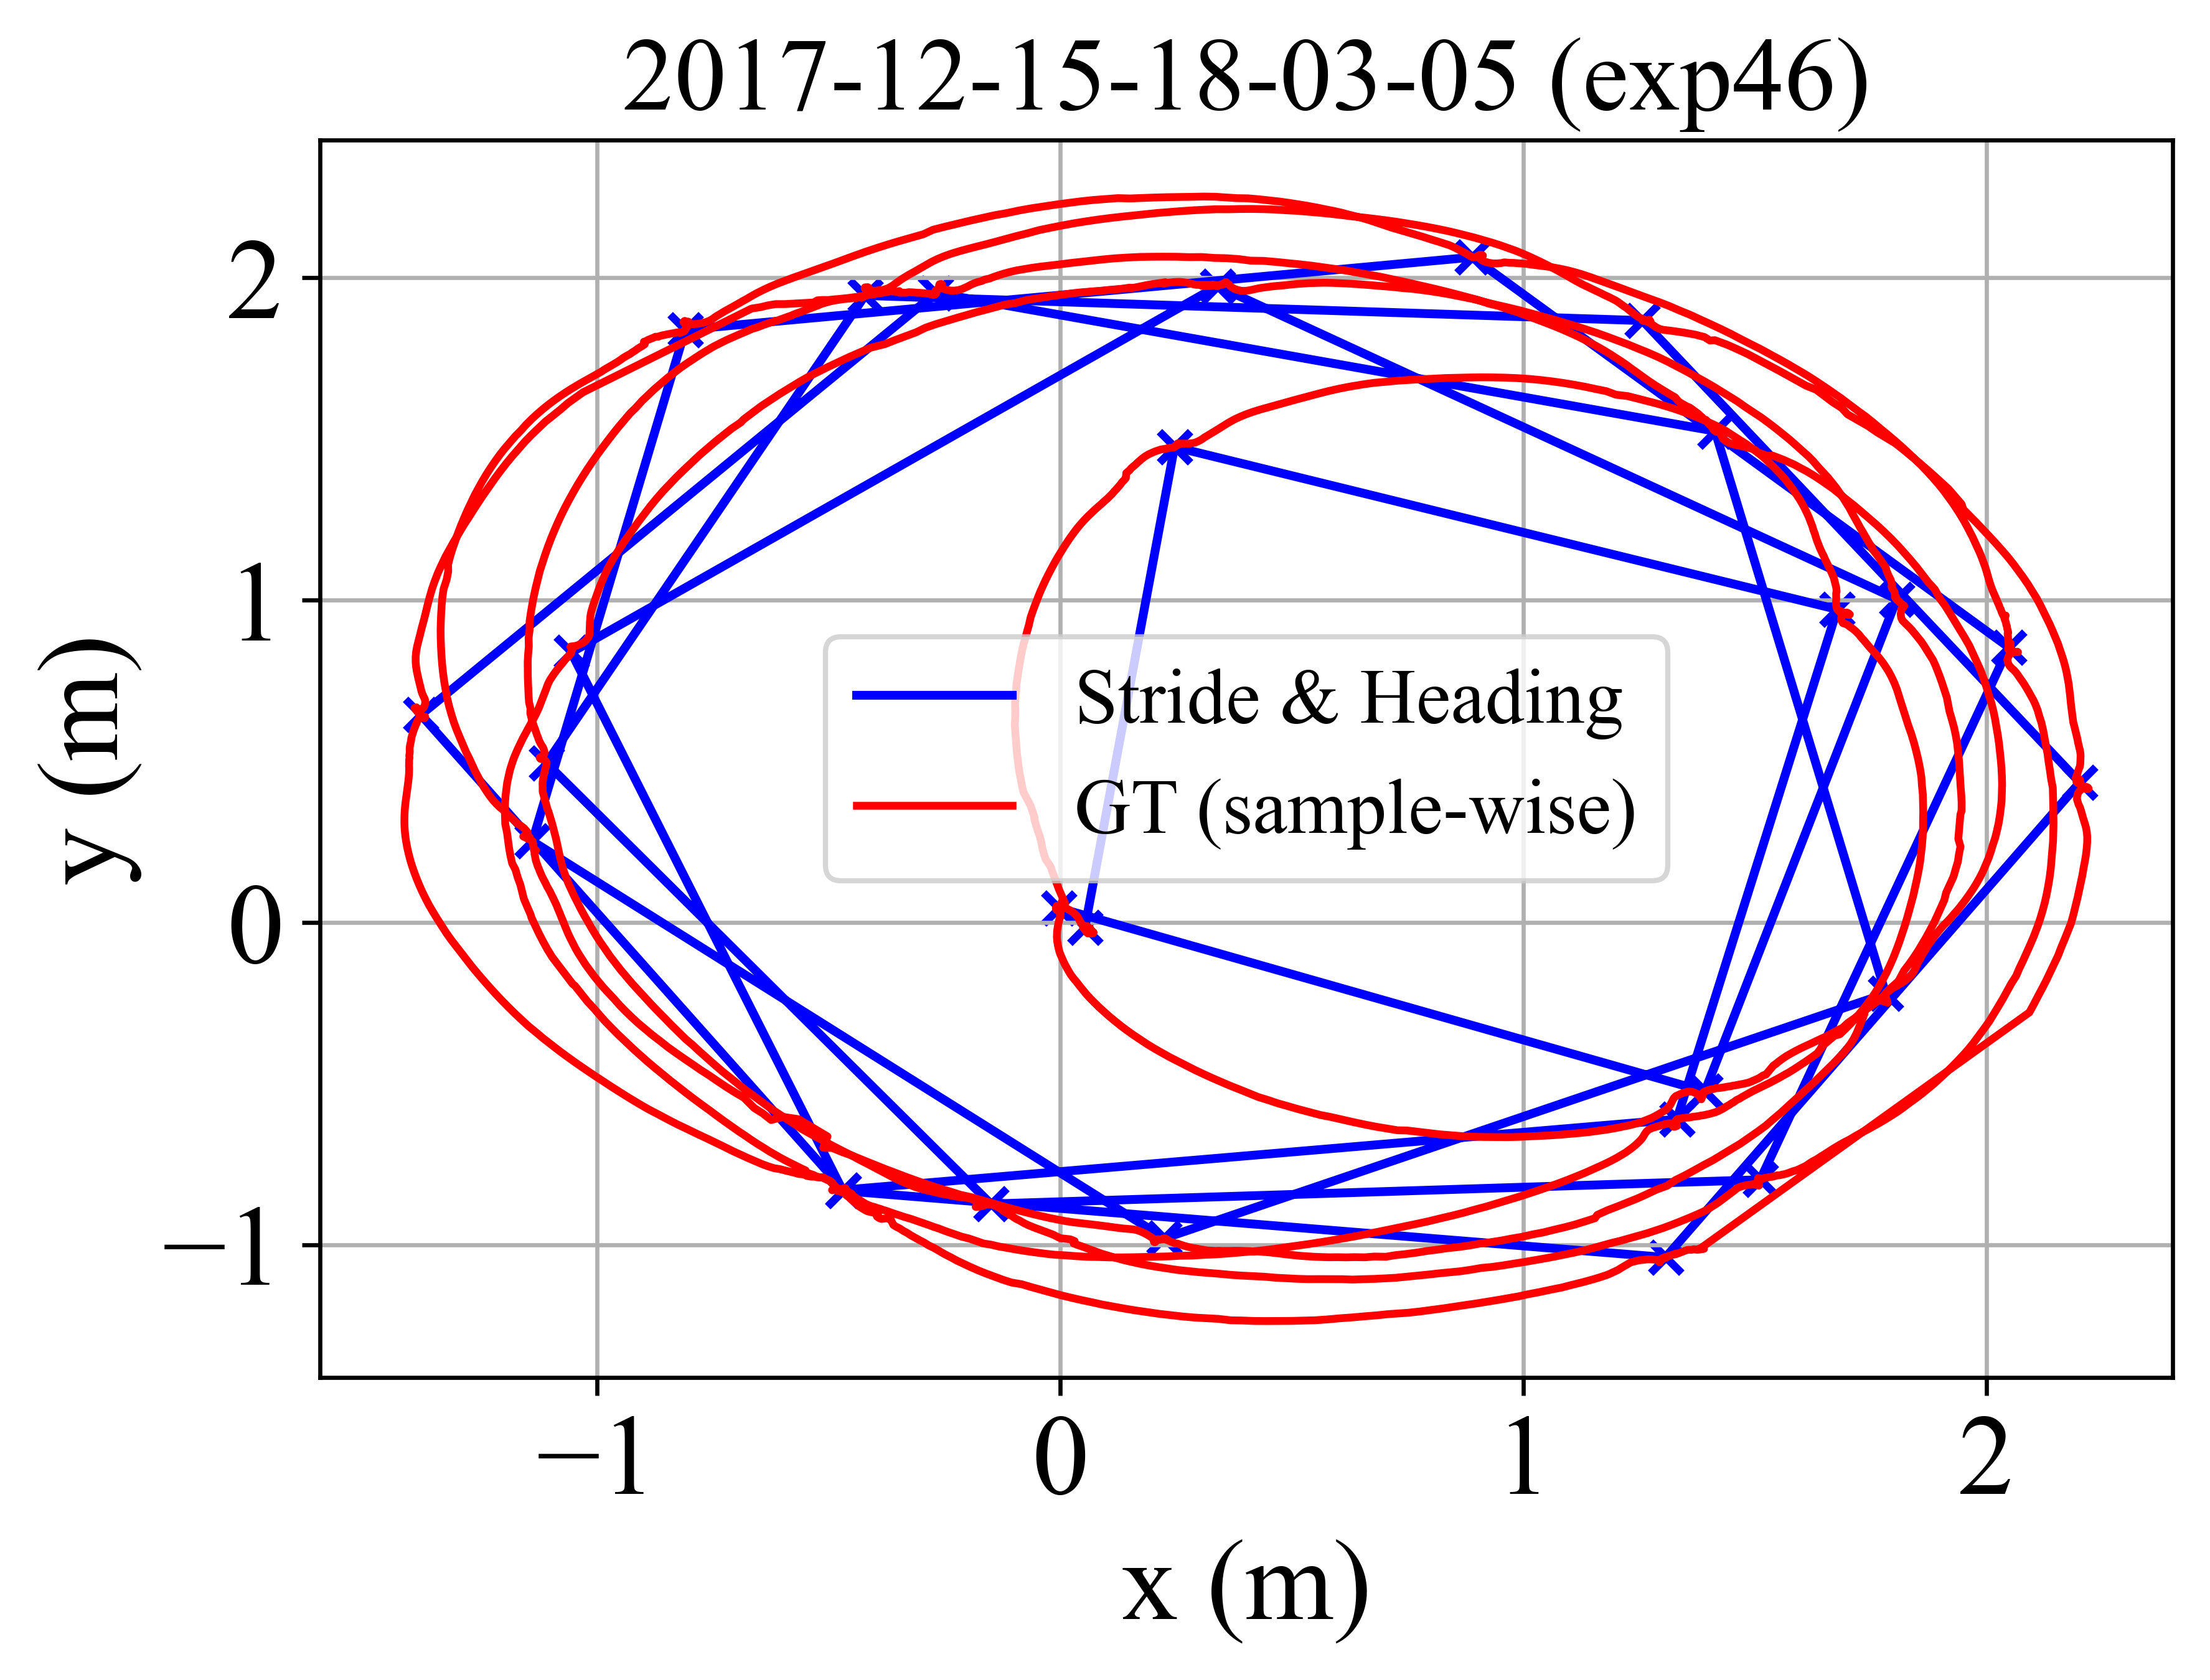 2017-12-15-18-03-05 (exp46)
2
1
0
−1
y (m)
Stride & Heading
GT (sample-wise)
−1
0
1
2
x (m)